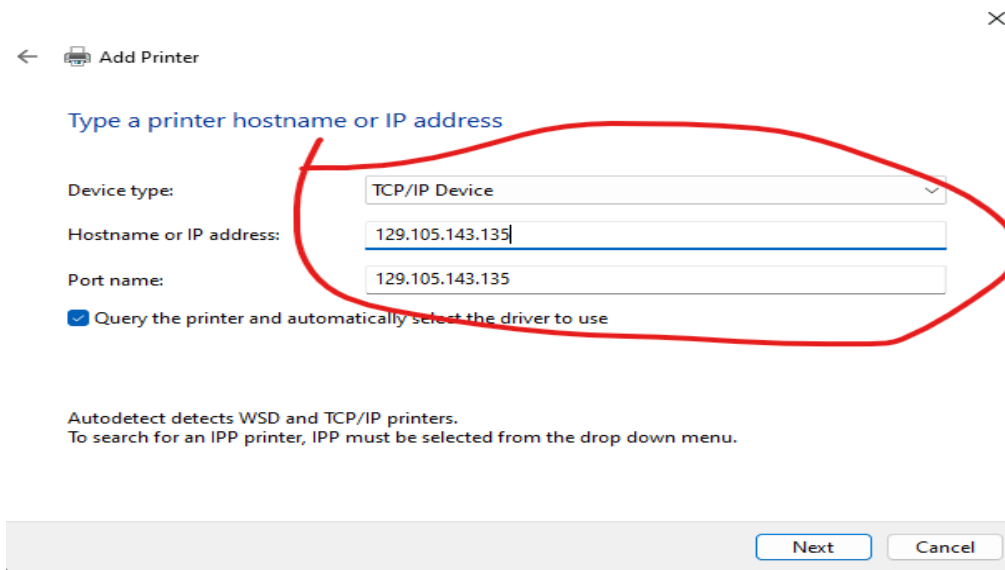 Add Printer
Type a printer hostname or IP address
Device type: TCP/IP Device
Hostname or IP address: 129.105.143.135
Port name: 129.105.143.135
Query the printer and automatically select the driver to use
Autodetect detects WSD and TCP/IP printers.
To search for an IPP printer, IPP must be selected from the drop down menu.
Next Cancel